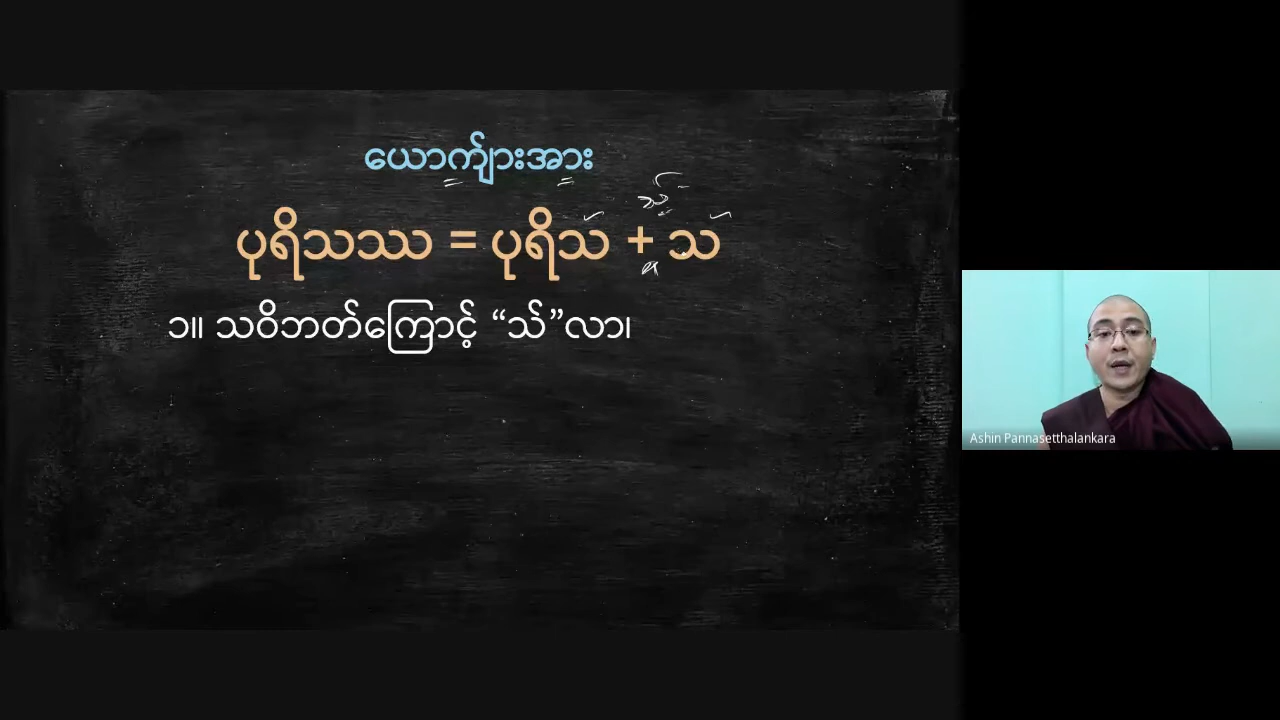 ယောကျ်ားအား
ပုရိသဿ = ပုရိသ + သ
သ်
၁။ သဝိဘတ်ကြောင့် “သ်”လာ၊
Ashin Pannasetthalankara